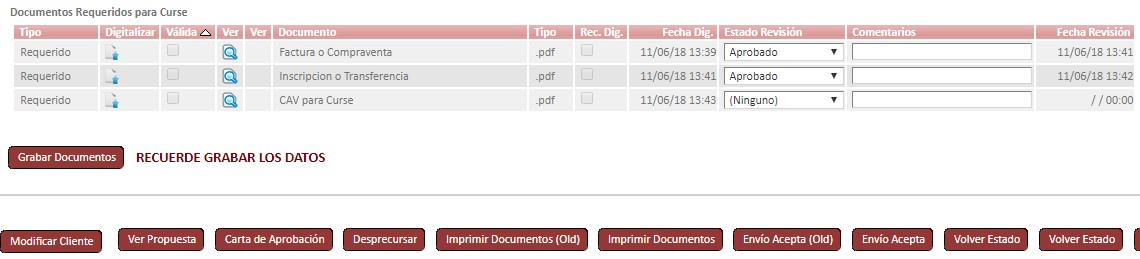 Documentos Requeridos para Curse
Tipo Digitalizar Válida Ver Ver Documento Tipo Rec. Dig. Fecha Dig. Estado Revisión Comentarios Fecha Revisión
Requerido Factura o Compraventa .pdf 11/06/18 13:39 Aprobado 11/06/18 13:41
Requerido Inscripcion o Transferencia .pdf 11/06/18 13:41 Aprobado 11/06/18 13:42
Requerido CAV para Curse .pdf 11/06/18 13:43 (Ninguno) / / 00:00
Grabar Documentos RECUERDE GRABAR LOS DATOS
Modificar Cliente Ver Propuesta Carta de Aprobación Desprecursar Imprimir Documentos (Old) Imprimir Documentos Envío Acepta (Old) Envío Acepta Volver Estado Volver Estado